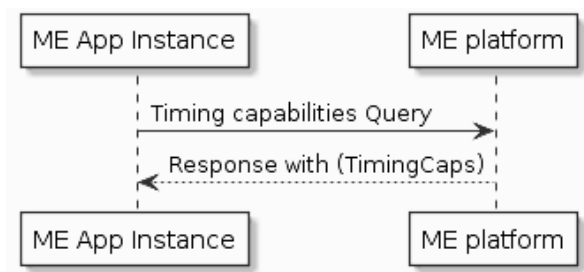 ME App Instance
ME platform
Timing capabilities Query
Response with (TimingCaps)
ME App Instance
ME platform